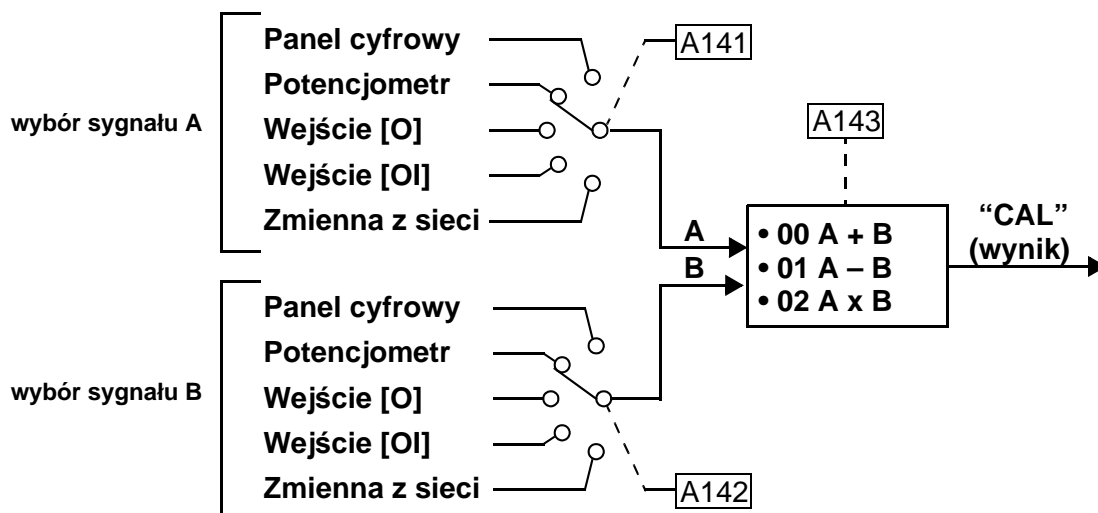 wybór sygnału A
Panel cyfrowy
Potencjometr
Wejście [O]
Wejście [OI]
Zmienna z sieci
A141
A143
A
B
• 00 A + B
• 01 A – B
• 02 A x B
“CAL”
(wynik)
wybór sygnału B
Panel cyfrowy
Potencjometr
Wejście [O]
Wejście [OI]
Zmienna z sieci
A142